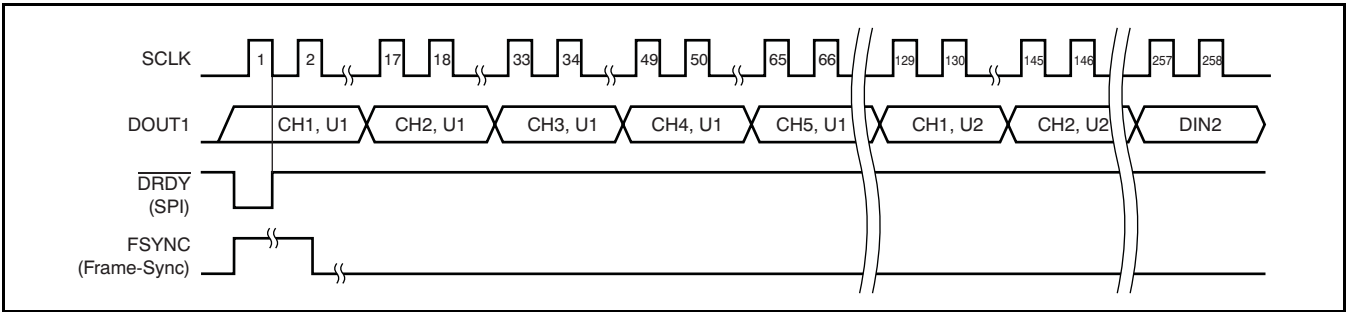 SCLK 1 2 17 18 33 34 49 50 65 66 129 130 145 146 257 258
DOUT1 CH1, U1 CH2, U1 CH3, U1 CH4, U1 CH5, U1 CH1, U2 CH2, U2 DIN2
DRDY
(SPI)
FSYNC
(Frame-Sync)